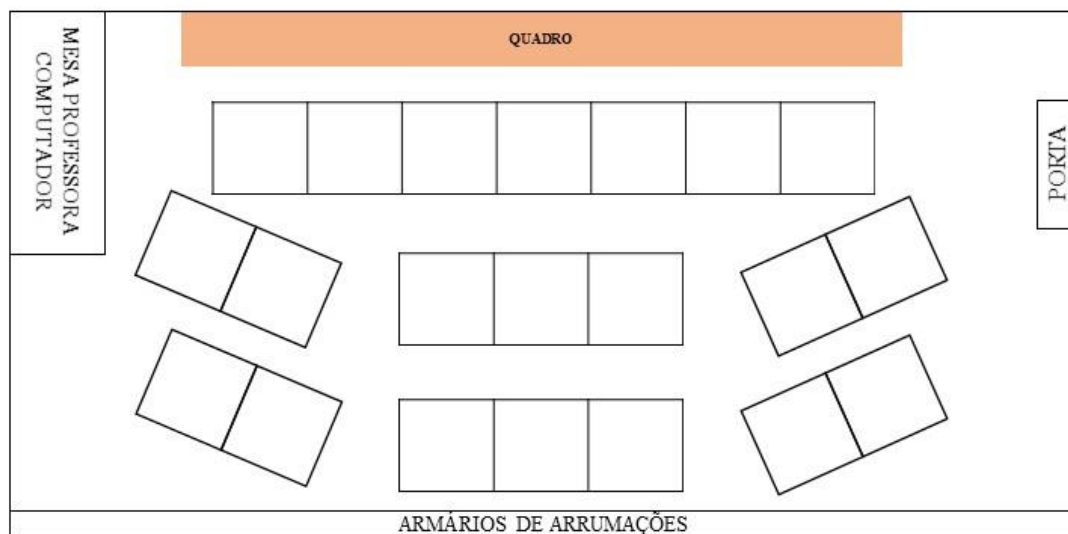 QUADRO
MESA PROFESSORA
COMPUTADOR
PORTA
ARMÁRIOS DE ARRUMAÇÕES